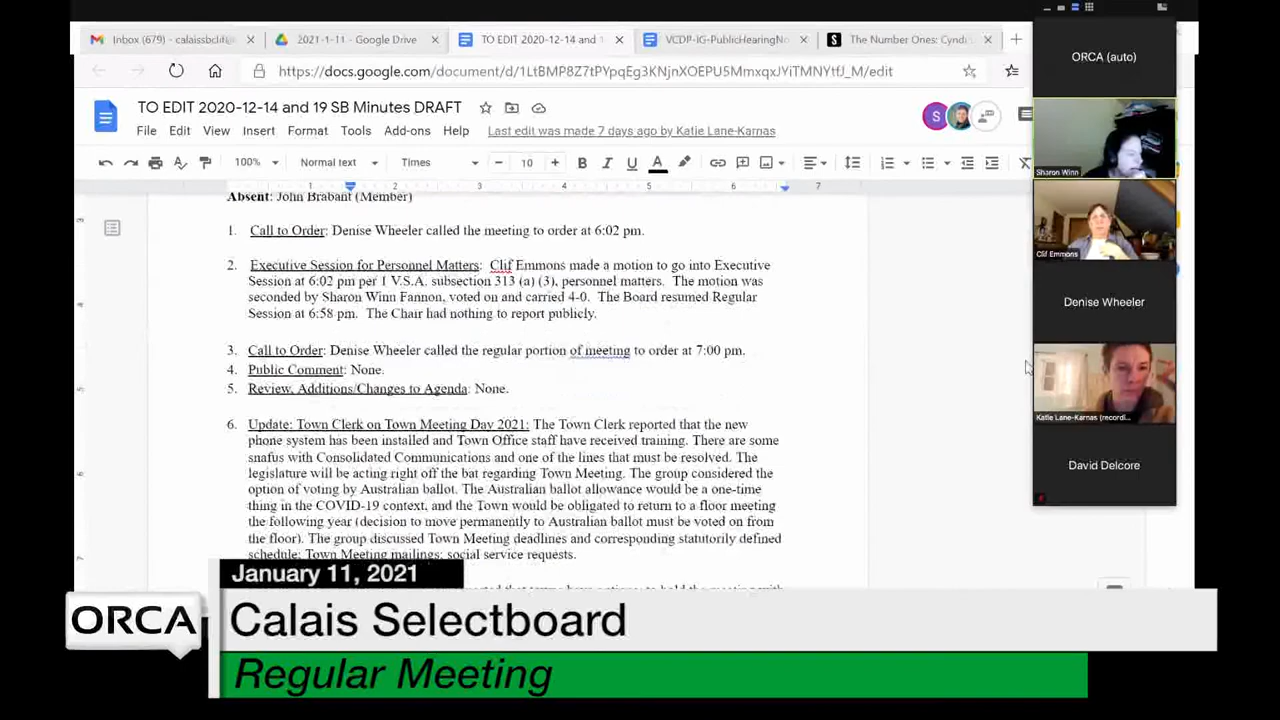 Inbox (679) - calaissbclif@
2021-1-11 - Google Drive
TO EDIT 2020-12-14 and 1
VCDP-IG-PublicHearingNo
The Number Ones: Cyndi
https://docs.google.com/document/d/1LtBMP8Z7tPYpqEg3KNjnXOEPU5MmxqxJYiTMNYtfJ_M/edit
TO EDIT 2020-12-14 and 19 SB Minutes DRAFT
File Edit View Insert Format Tools Add-ons Help Last edit was made 7 days ago by Katie Lane-Karnas
100% Normal text Times 10 B I U A
1 2 3 4 5 6 7
Absent: John Brabant (Member)
1. Call to Order: Denise Wheeler called the meeting to order at 6:02 pm.
2. Executive Session for Personnel Matters: Clif Emmons made a motion to go into Executive
Session at 6:02 pm per 1 V.S.A. subsection 313 (a) (3), personnel matters. The motion was
seconded by Sharon Winn Fannon, voted on and carried 4-0. The Board resumed Regular
Session at 6:58 pm. The Chair had nothing to report publicly.
3. Call to Order: Denise Wheeler called the regular portion of meeting to order at 7:00 pm.
4. Public Comment: None.
5. Review, Additions/Changes to Agenda: None.
6. Update: Town Clerk on Town Meeting Day 2021: The Town Clerk reported that the new
phone system has been installed and Town Office staff have received training. There are some
snafus with Consolidated Communications and one of the lines that must be resolved. The
legislature will be acting right off the bat regarding Town Meeting. The group considered the
option of voting by Australian ballot. The Australian ballot allowance would be a one-time
thing in the COVID-19 context, and the Town would be obligated to return to a floor meeting
the following year (decision to move permanently to Australian ballot must be voted on from
the floor). The group discussed Town Meeting deadlines and corresponding statutorily defined
schedule; Town Meeting mailings; social service requests.
ORCA (auto)
Sharon Winn
Clif Emmons
Denise Wheeler
Katie Lane-Karnas (recordi...
David Delcore
January 11, 2021
ORCA
Calais Selectboard
Regular Meeting